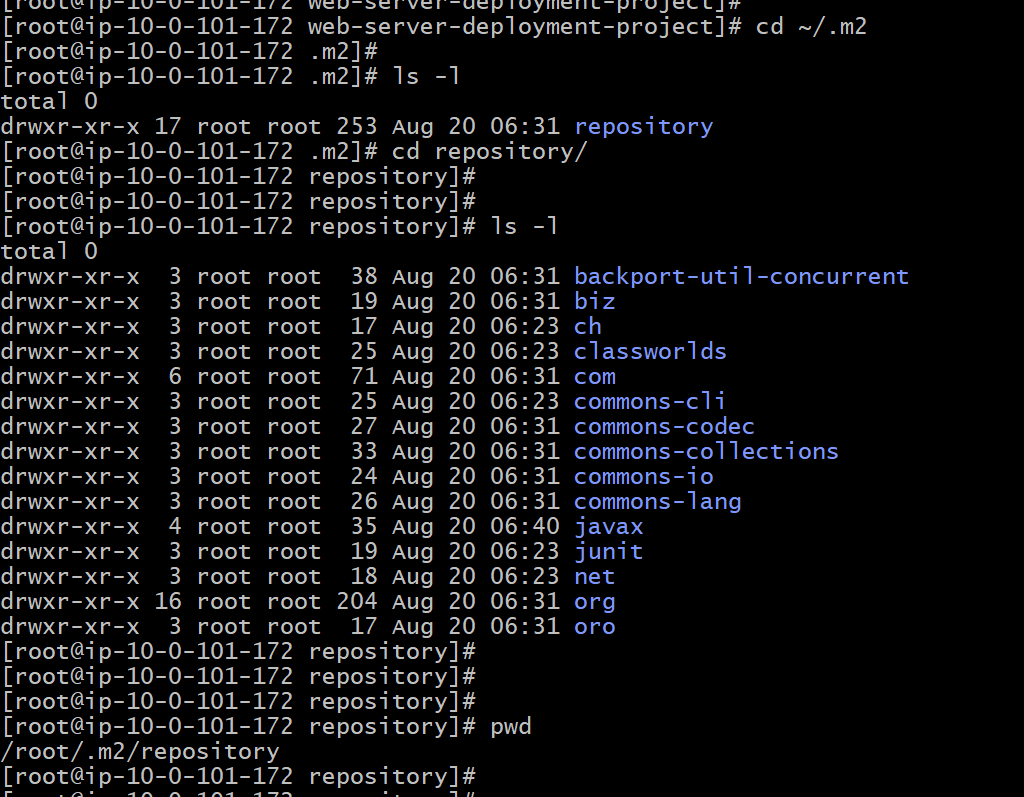 [root@ip-10-0-101-172 web-server-deployment-project]#
[root@ip-10-0-101-172 web-server-deployment-project]# cd ~/.m2
[root@ip-10-0-101-172 .m2]#
[root@ip-10-0-101-172 .m2]# ls -l
total 0
drwxr-xr-x 17 root root 253 Aug 20 06:31 repository
[root@ip-10-0-101-172 .m2]# cd repository/
[root@ip-10-0-101-172 repository]#
[root@ip-10-0-101-172 repository]#
[root@ip-10-0-101-172 repository]# ls -l
total 0
drwxr-xr-x  3 root root  38 Aug 20 06:31 backport-util-concurrent
drwxr-xr-x  3 root root  19 Aug 20 06:31 biz
drwxr-xr-x  3 root root  17 Aug 20 06:23 ch
drwxr-xr-x  3 root root  25 Aug 20 06:23 classworlds
drwxr-xr-x  6 root root  71 Aug 20 06:31 com
drwxr-xr-x  3 root root  25 Aug 20 06:23 commons-cli
drwxr-xr-x  3 root root  27 Aug 20 06:31 commons-codec
drwxr-xr-x  3 root root  33 Aug 20 06:31 commons-collections
drwxr-xr-x  3 root root  24 Aug 20 06:31 commons-io
drwxr-xr-x  3 root root  26 Aug 20 06:31 commons-lang
drwxr-xr-x  4 root root  35 Aug 20 06:40 javax
drwxr-xr-x  3 root root  19 Aug 20 06:23 junit
drwxr-xr-x  3 root root  18 Aug 20 06:23 net
drwxr-xr-x 16 root root 204 Aug 20 06:31 org
drwxr-xr-x  3 root root  17 Aug 20 06:31 oro
[root@ip-10-0-101-172 repository]#
[root@ip-10-0-101-172 repository]#
[root@ip-10-0-101-172 repository]#
[root@ip-10-0-101-172 repository]# pwd
/root/.m2/repository
[root@ip-10-0-101-172 repository]#
[root@ip-10-0-101-172 repository]#